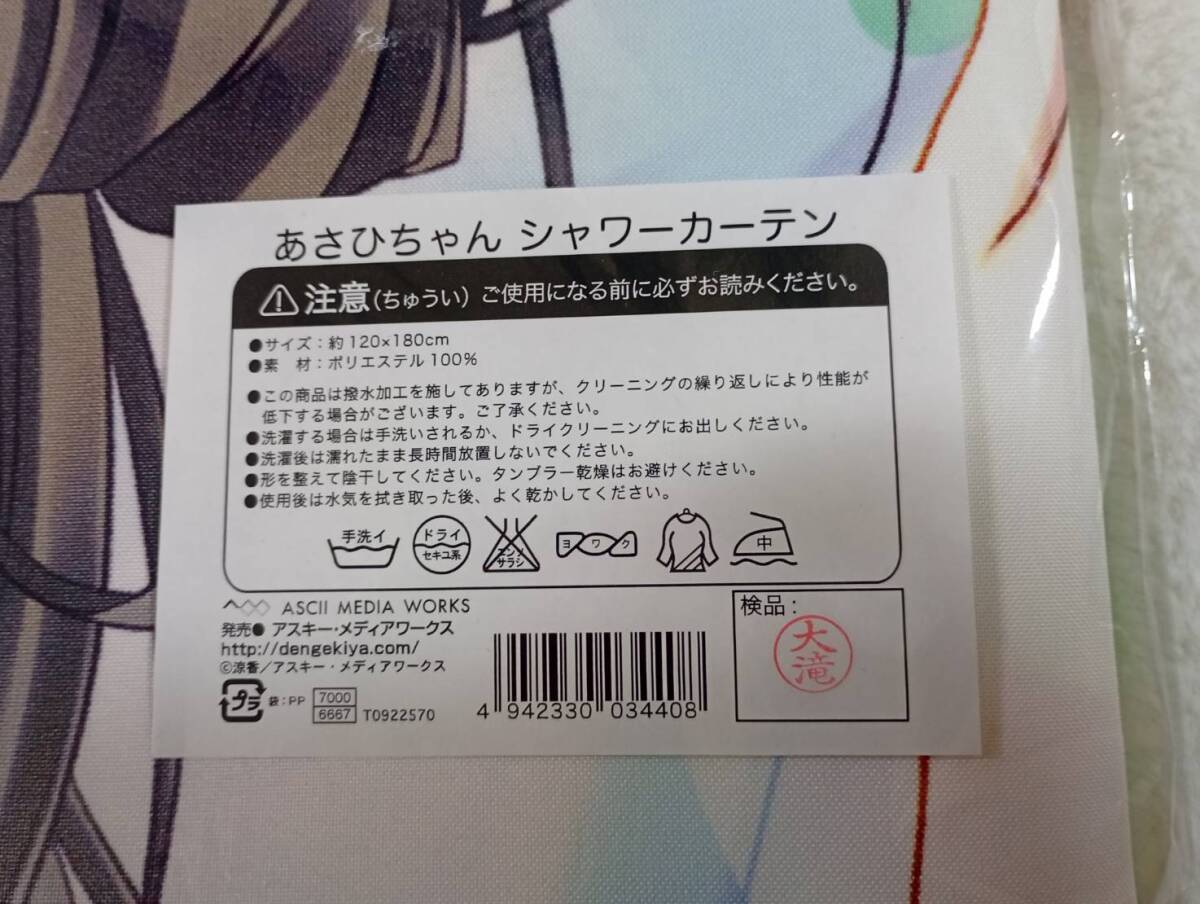 あさひちゃん シャワーカーテン
注意(ちゅうい) ご使用になる前に必ずお読みください。
●サイズ：約120×180cm
●素　材：ポリエステル100%
●この商品は撥水加工を施してありますが、クリーニングの繰り返しにより性能が
低下する場合がございます。ご了承ください。
●洗濯する場合は手洗いされるか、ドライクリーニングにお出しください。
●洗濯後は濡れたまま長時間放置しないでください。
●形を整えて陰干してください。タンブラー乾燥はお避けください。
●使用後は水気を拭き取った後、よく乾かしてください。
手洗イ
ドライ
セキユ系
エンソ
サラシ
ヨワク
中
ASCII MEDIA WORKS
発売● アスキー・メディアワークス
http://dengekiya.com/
©涼香／アスキー・メディアワークス
プラ
袋：PP
7000
6667
T0922570
4 942330 034408
検品：
大滝